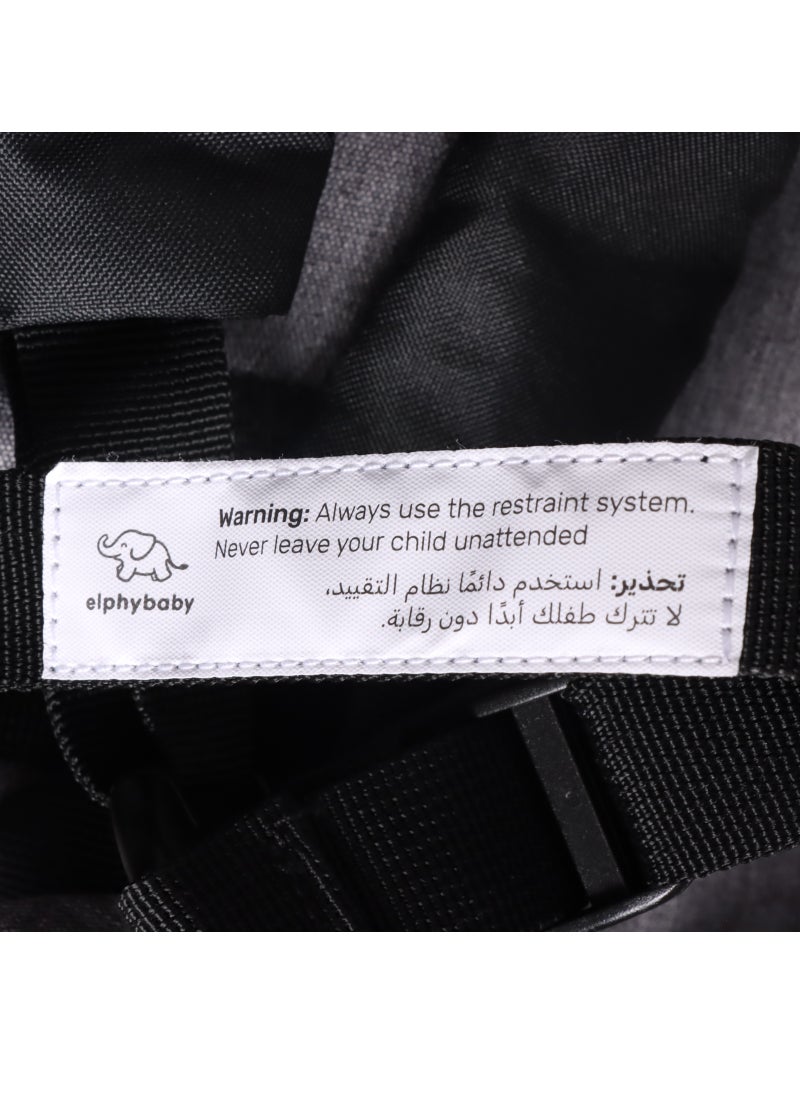 elphybaby
Warning: Always use the restraint system.
Never leave your child unattended
تحذير: استخدم دائمًا نظام التقييد،
لا تترك طفلك أبدًا دون رقابة.